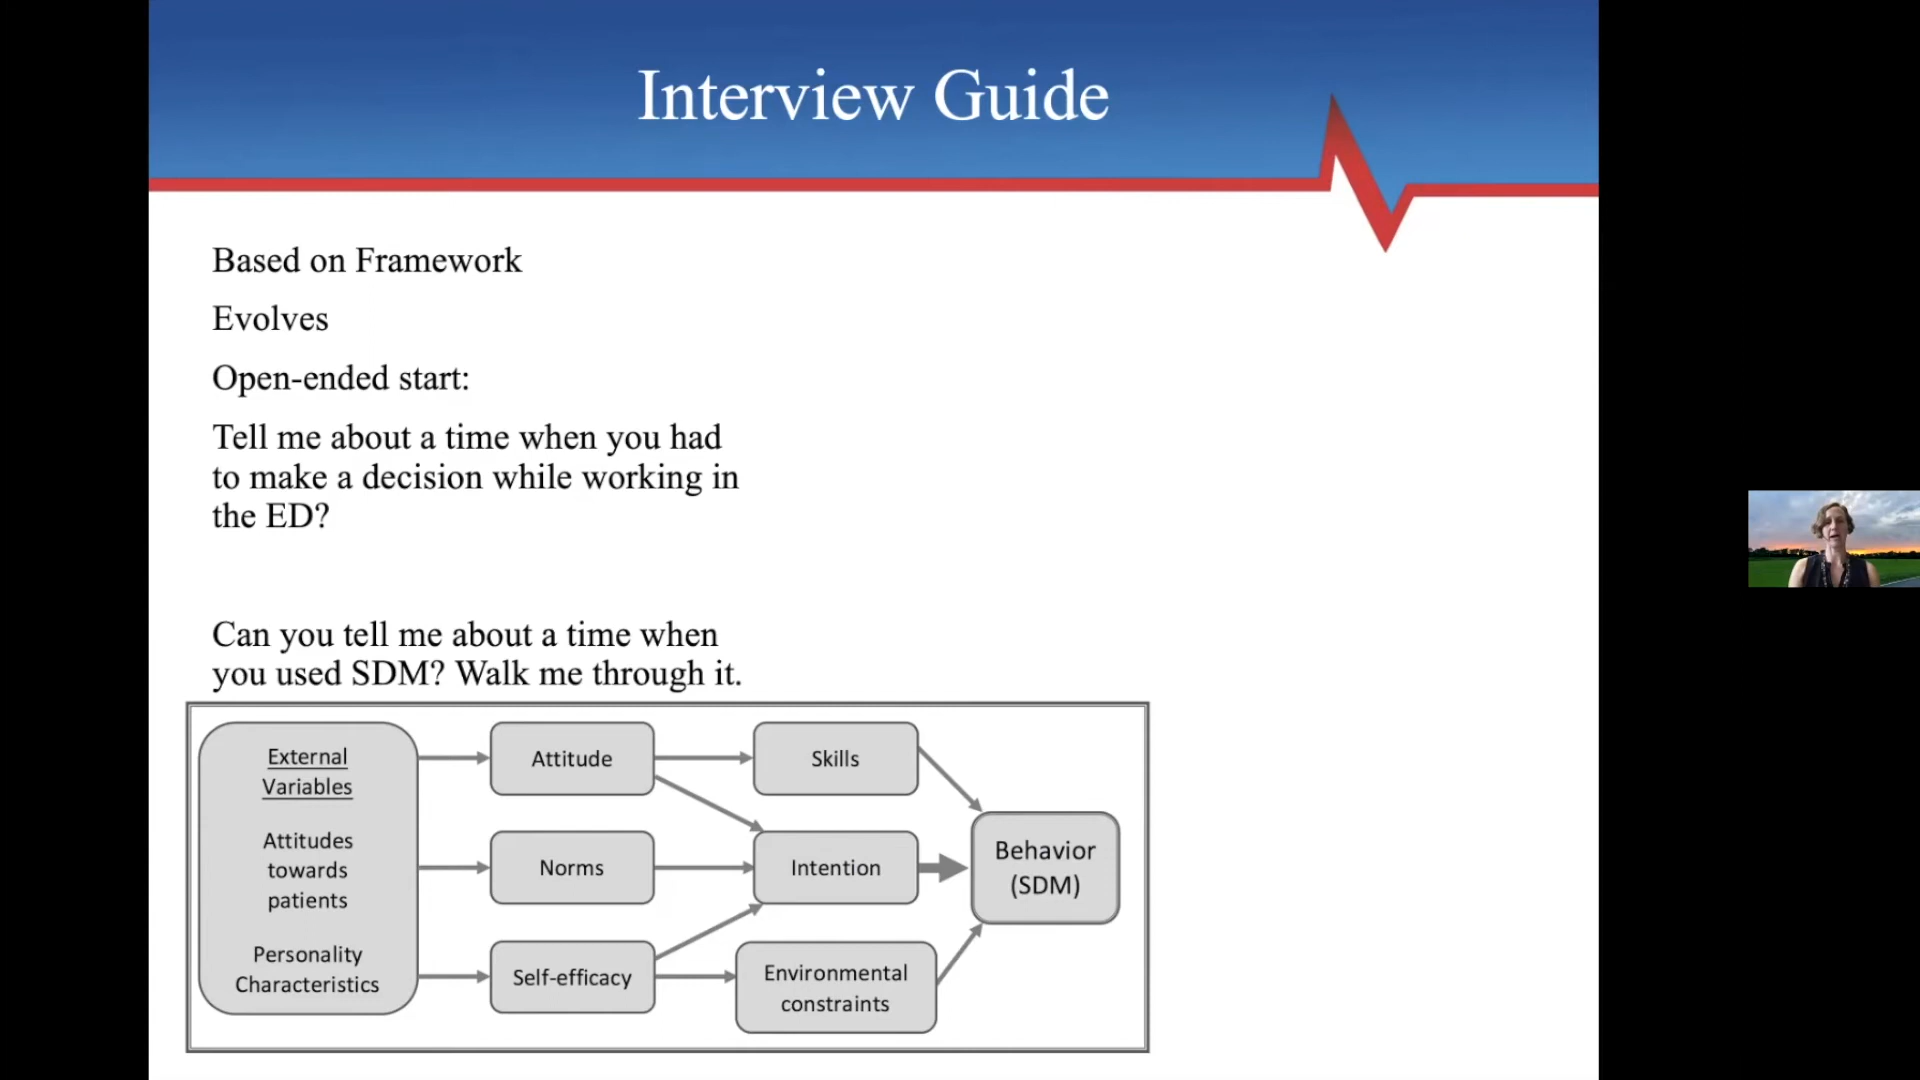 Interview Guide
Based on Framework
Evolves
Open-ended start:
Tell me about a time when you had
to make a decision while working in
the ED?
Can you tell me about a time when
you used SDM? Walk me through it.
External
Variables
Attitudes
towards
patients
Personality
Characteristics
Attitude
Norms
Self-efficacy
Skills
Intention
Environmental
constraints
Behavior
(SDM)